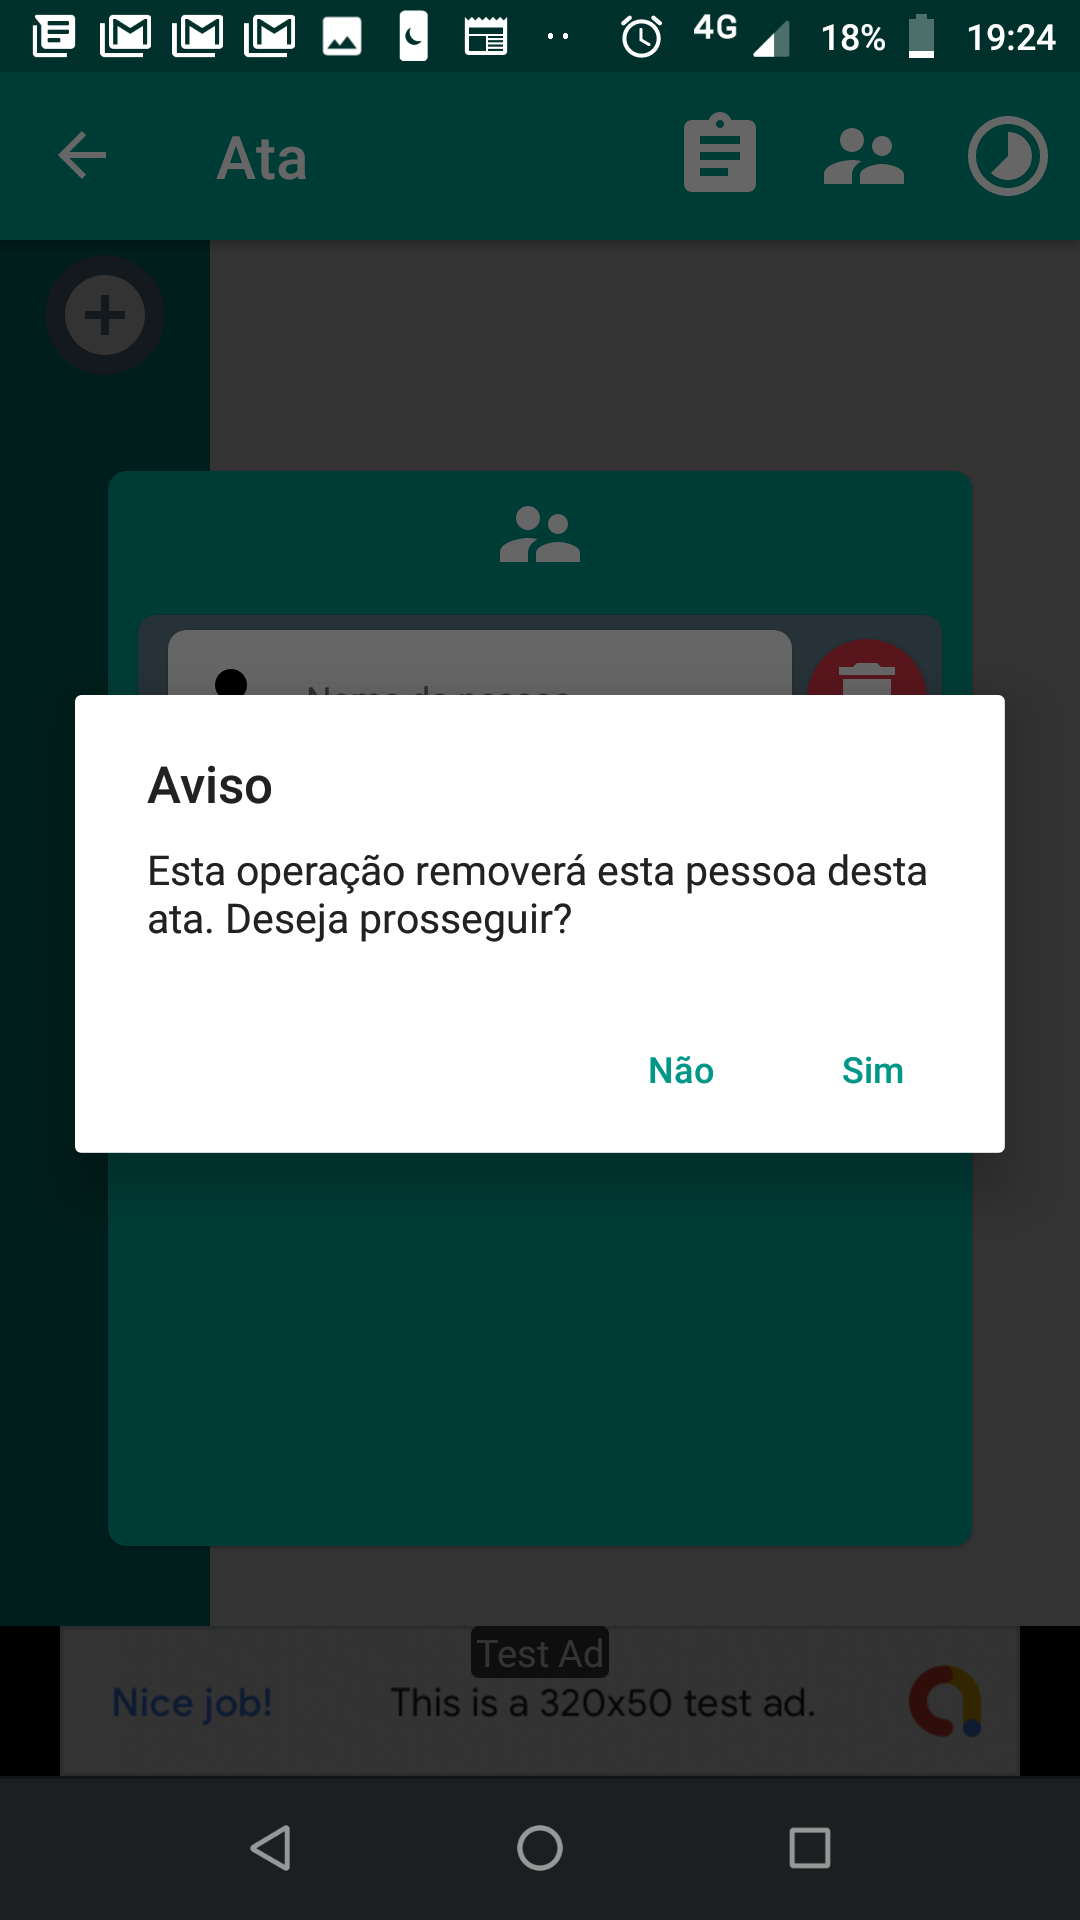 4G 18% 19:24
Ata
Aviso
Esta operação removerá esta pessoa desta
ata. Deseja prosseguir?
Não Sim
Test Ad
Nice job! This is a 320x50 test ad.